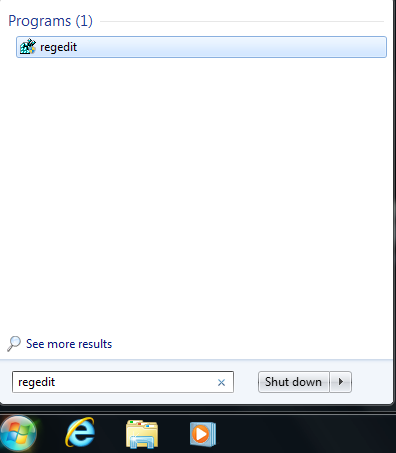 Programs (1)
regedit
See more results
regedit
Shut down